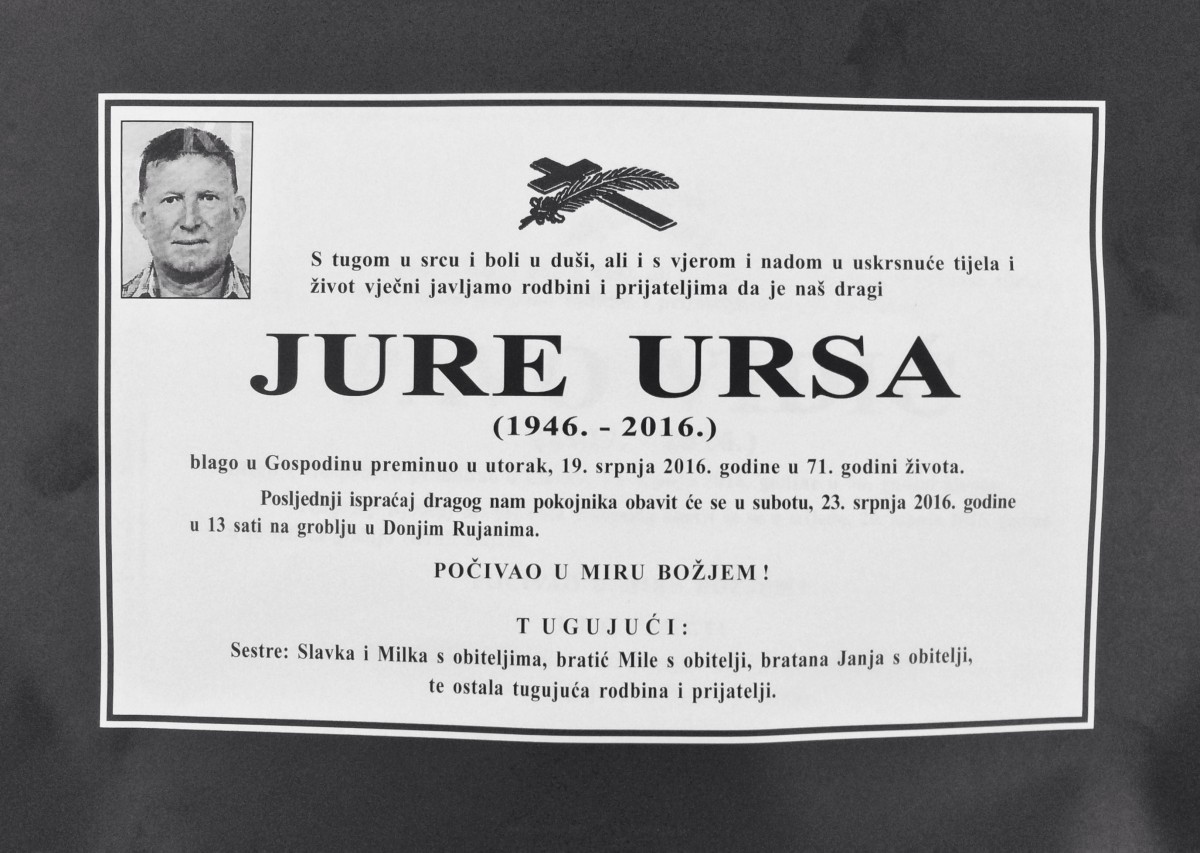 S tugom u srcu i boli u duši, ali i s vjerom i nadom u uskrsnuće tijela i
život vječni javljamo rodbini i prijateljima da je naš dragi
JURE URSA
(1946. - 2016.)
blago u Gospodinu preminuo u utorak, 19. srpnja 2016. godine u 71. godini života.
Posljednji ispraćaj dragog nam pokojnika obavit će se u subotu, 23. srpnja 2016. godine
u 13 sati na groblju u Donjim Rujanima.
POČIVAO U MIRU BOŽJEM !
TUGUJUĆI:
Sestre: Slavka i Milka s obiteljima, bratić Mile s obitelji, bratana Janja s obitelji,
te ostala tugujuća rodbina i prijatelji.